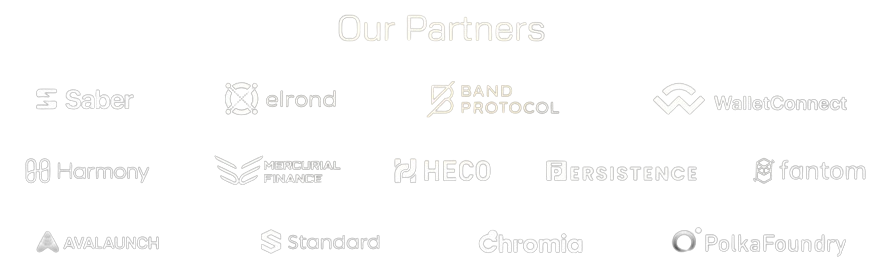 Our Partners
Saber
elrond
BAND
PROTOCOL
WalletConnect
Harmony
MERCURIAL
FINANCE
HECO
PERSISTENCE
fantom
AVALAUNCH
Standard
Chromia
PolkaFoundry